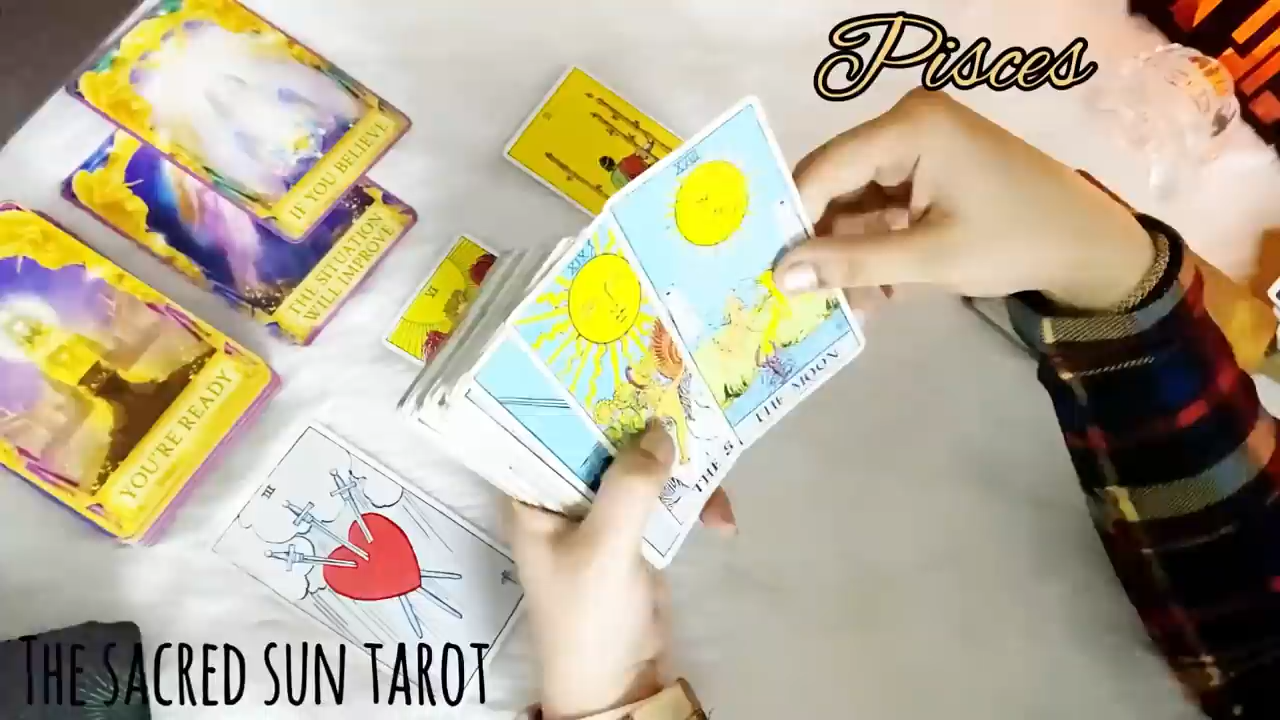 Pisces
IF YOU BELIEVE
THE SITUATION
WILL IMPROVE
YOU'RE READY
XVIII
THE MOON
XIX
THE S
VI
III
THE SACRED SUN TAROT